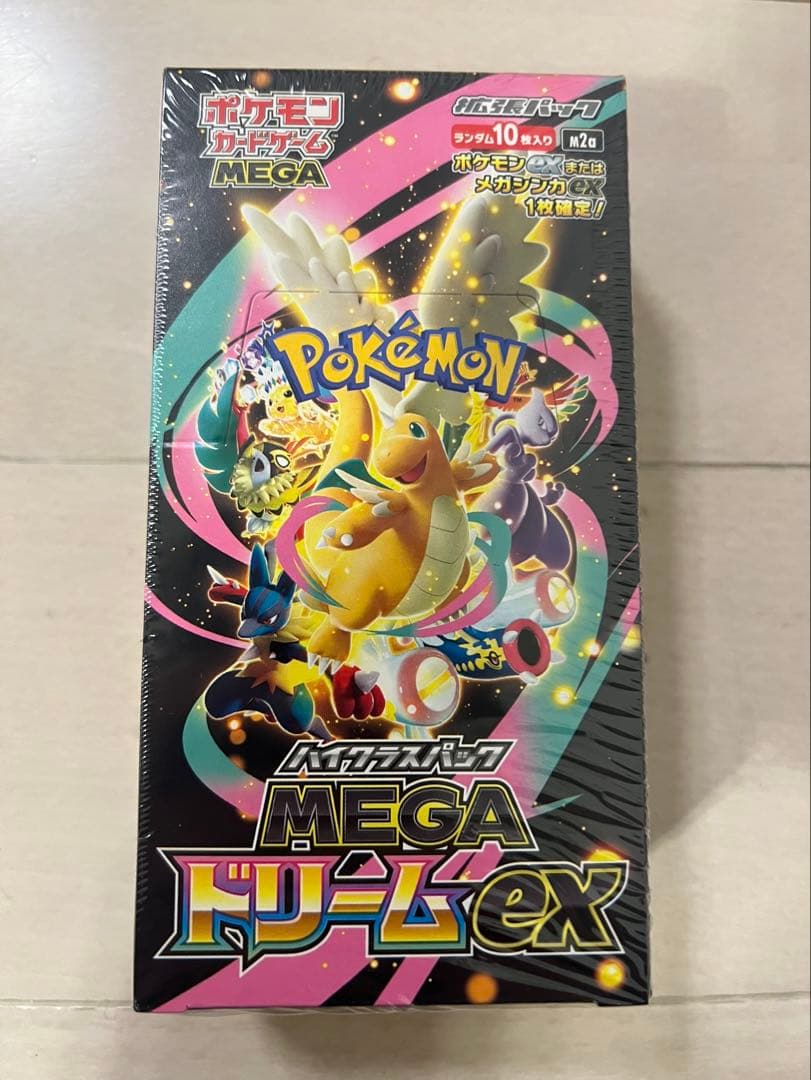 ポケモン
カードゲーム
MEGA
拡張パック
ランダム10枚入り M2a
ポケモンexまたは
メガシンカex
1枚確定!
POKéMON
TM
ハイクラスパック
MEGA
ドリームex